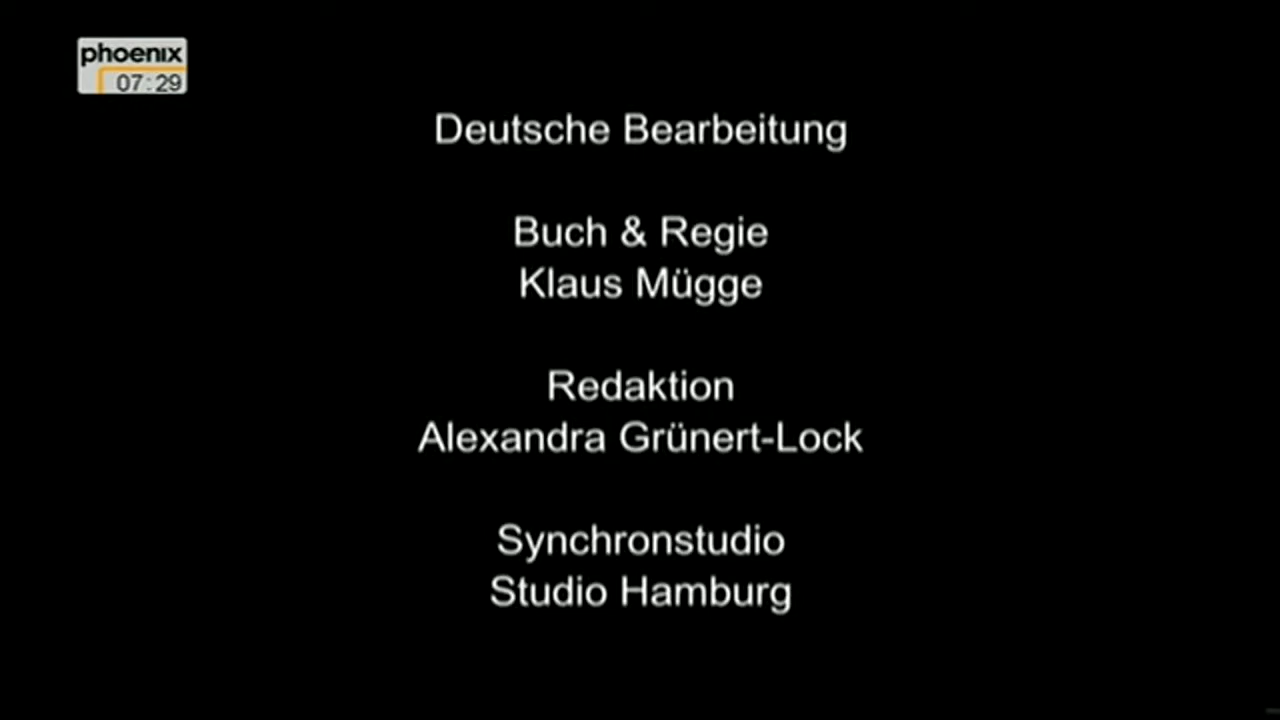 phoenix
07:29
Deutsche Bearbeitung
Buch & Regie
Klaus Mügge
Redaktion
Alexandra Grünert-Lock
Synchronstudio
Studio Hamburg